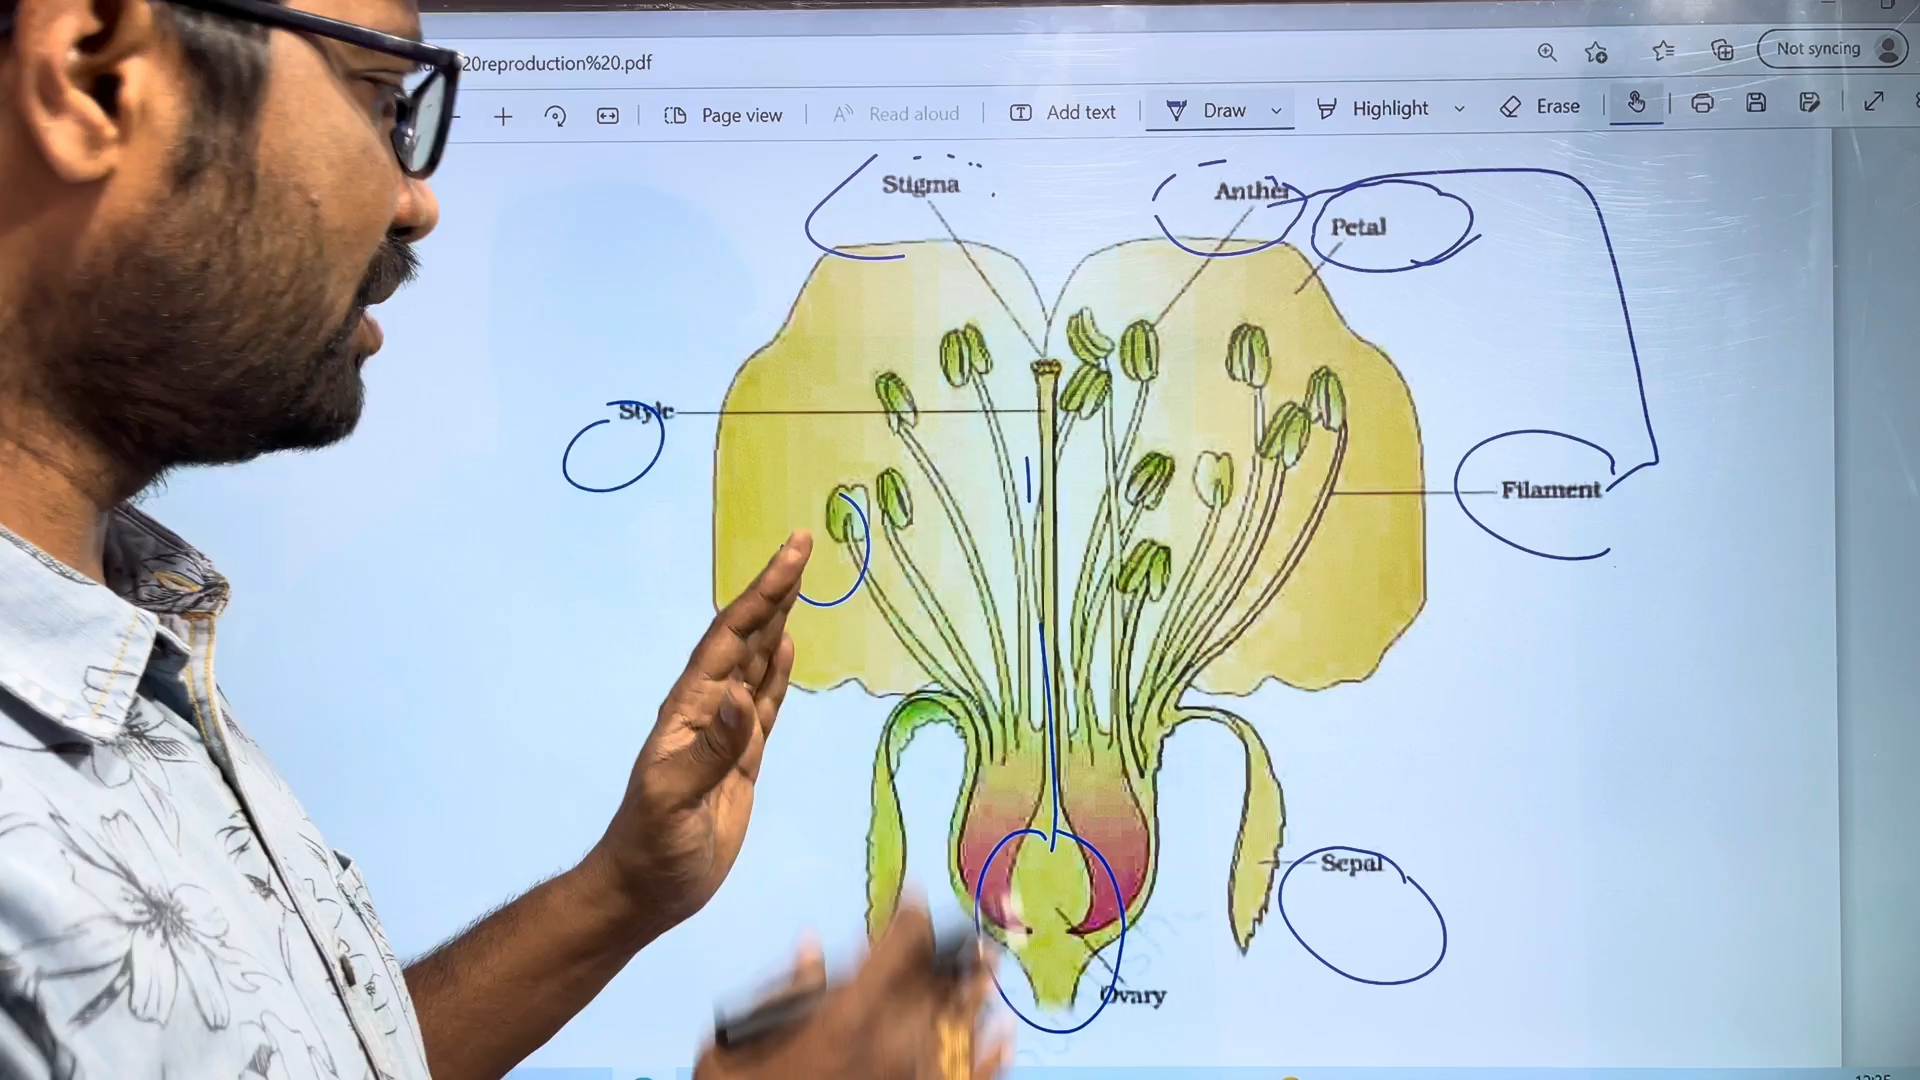 20reproduction%20.pdf
Not syncing
Page view
Read aloud
Add text
Draw
Highlight
Erase
Stigma
Anther
Petal
Style
Filament
Sepal
Ovary